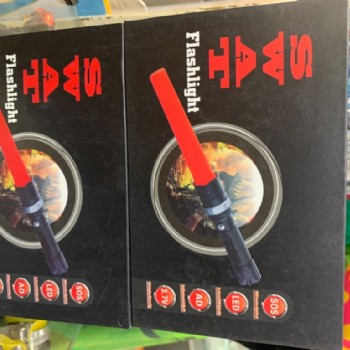 SWAT
Flashlight
SOS
LED
AD
3.7V
SWAT
Flashlight
SOS
LED
AD